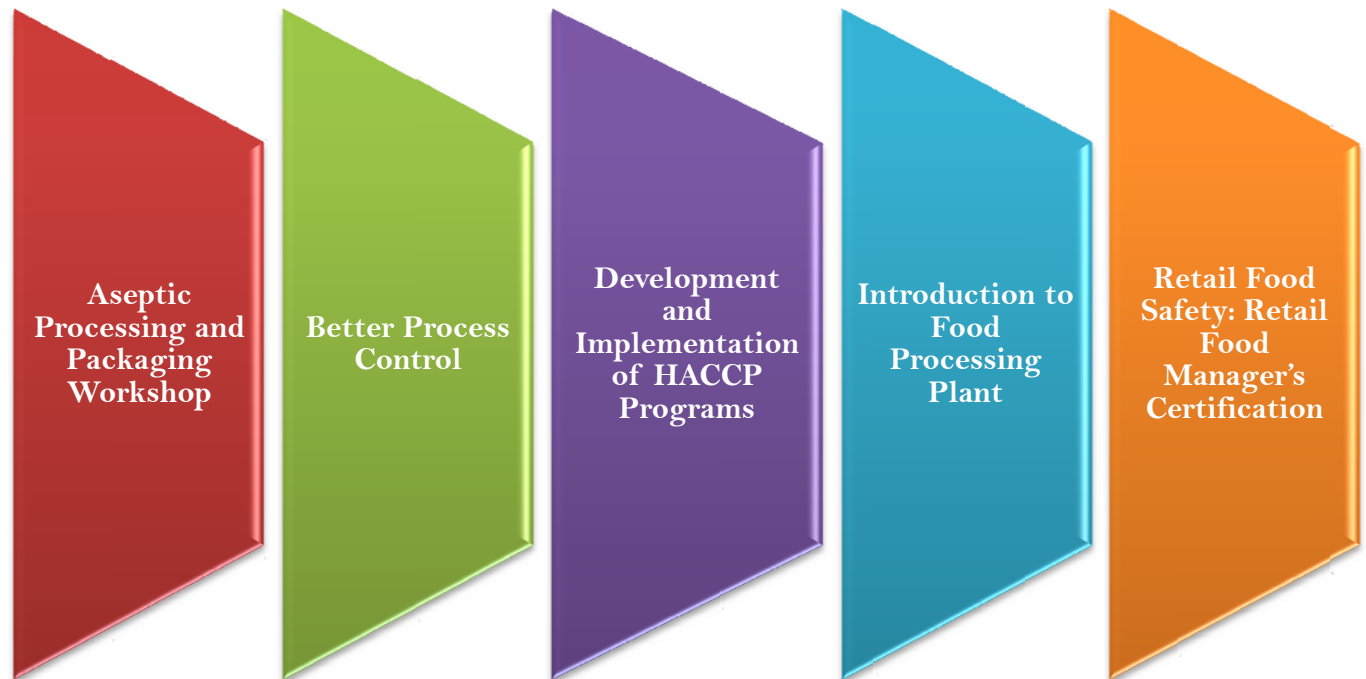 Aseptic
Processing and
Packaging
Workshop
Better Process
Control
Development
and
Implementation
of HACCP
Programs
Introduction to
Food
Processing
Plant
Retail Food
Safety: Retail
Food
Manager’s
Certification